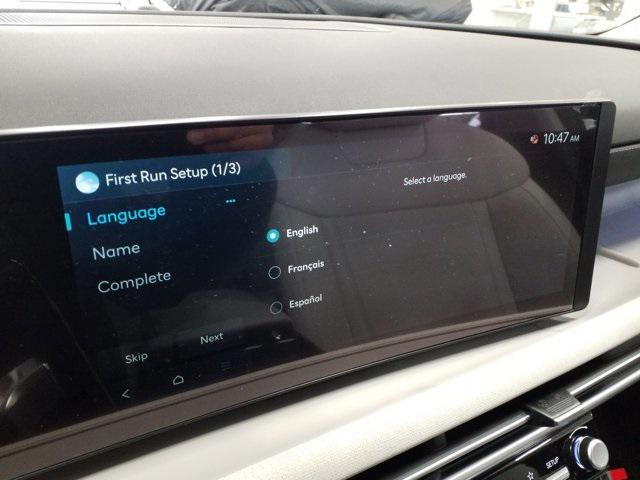 10:47 AM
First Run Setup (1/3)
Select a language.
Language
Name
Complete
English
Français
Español
Skip
Next
SETUP